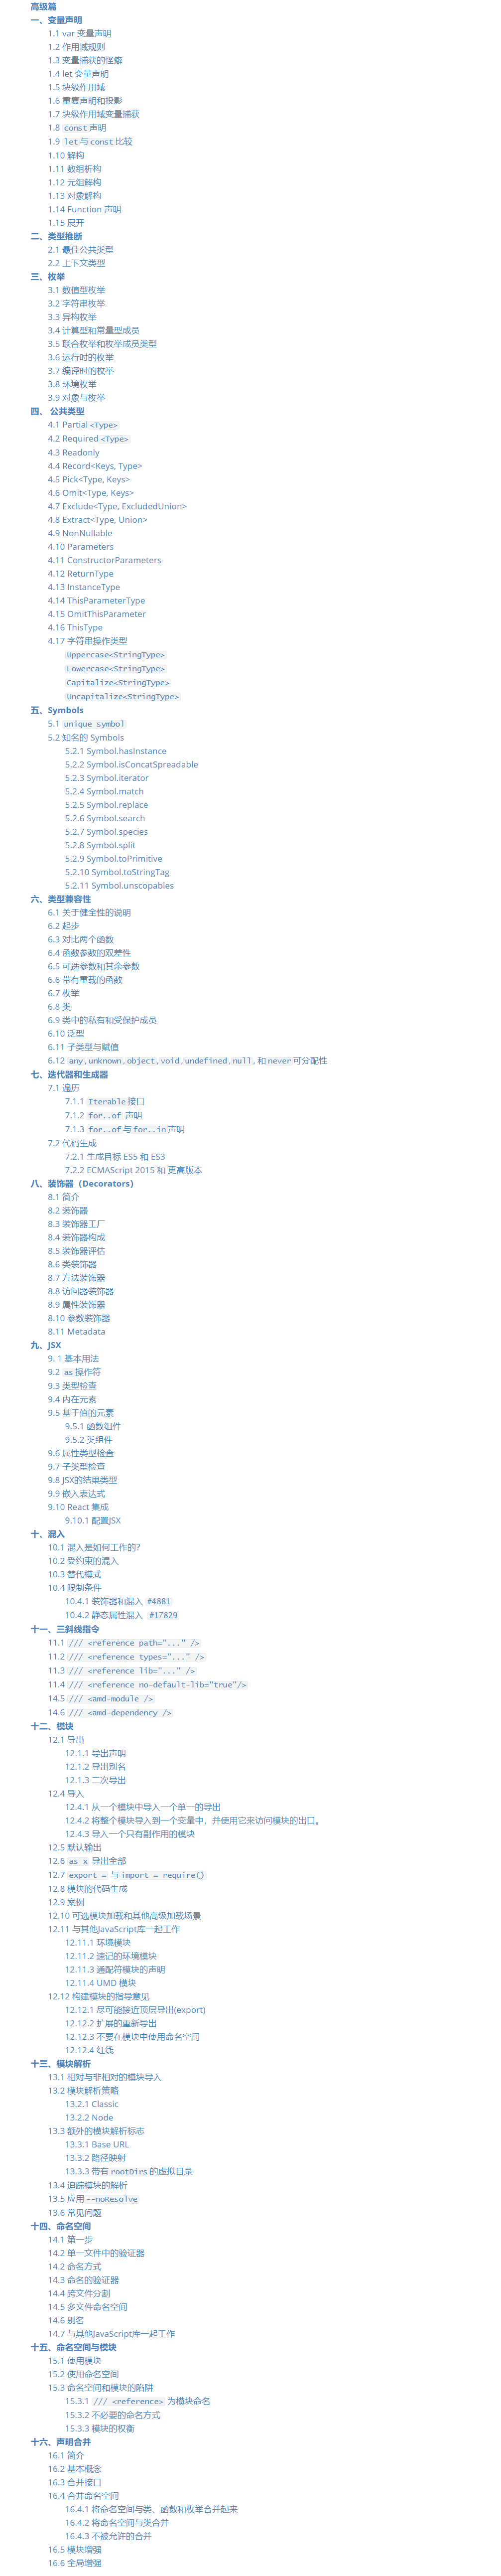 高级篇
一、变量声明
1.1 var 变量声明
1.2 作用域规则
1.3 变量捕获的怪癖
1.4 let 变量声明
1.5 块级作用域
1.6 重复声明和投影
1.7 块级作用域变量捕获
1.8 const声明
1.9 let与const比较
1.10 解构
1.11 数组析构
1.12 元组解构
1.13 对象解构
1.14 Function 声明
1.15 展开
二、类型推断
2.1 最佳公共类型
2.2 上下文类型
三、枚举
3.1 数值型枚举
3.2 字符串枚举
3.3 异构枚举
3.4 计算型和常量型成员
3.5 联合枚举和枚举成员类型
3.6 运行时的枚举
3.7 编译时的枚举
3.8 环境枚举
3.9 对象与枚举
四、 公共类型
4.1 Partial<Type>
4.2 Required<Type>
4.3 Readonly
4.4 Record<Keys, Type>
4.5 Pick<Type, Keys>
4.6 Omit<Type, Keys>
4.7 Exclude<Type, ExcludedUnion>
4.8 Extract<Type, Union>
4.9 NonNullable
4.10 Parameters
4.11 ConstructorParameters
4.12 ReturnType
4.13 InstanceType
4.14 ThisParameterType
4.15 OmitThisParameter
4.16 ThisType
4.17 字符串操作类型
Uppercase<StringType>
Lowercase<StringType>
Capitalize<StringType>
Uncapitalize<StringType>
五、Symbols
5.1 unique symbol
5.2 知名的 Symbols
5.2.1 Symbol.hasInstance
5.2.2 Symbol.isConcatSpreadable
5.2.3 Symbol.iterator
5.2.4 Symbol.match
5.2.5 Symbol.replace
5.2.6 Symbol.search
5.2.7 Symbol.species
5.2.8 Symbol.split
5.2.9 Symbol.toPrimitive
5.2.10 Symbol.toStringTag
5.2.11 Symbol.unscopables
六、类型兼容性
6.1 关于健全性的说明
6.2 起步
6.3 对比两个函数
6.4 函数参数的双差性
6.5 可选参数和其余参数
6.6 带有重载的函数
6.7 枚举
6.8 类
6.9 类中的私有和受保护成员
6.10 泛型
6.11 子类型与赋值
6.12 any,unknown,object,void,undefined,null,和never可分配性
七、迭代器和生成器
7.1 遍历
7.1.1 Iterable接口
7.1.2 for..of 声明
7.1.3 for..of与for..in声明
7.2 代码生成
7.2.1 生成目标 ES5 和 ES3
7.2.2 ECMAScript 2015 和 更高版本
八、装饰器（Decorators）
8.1 简介
8.2 装饰器
8.3 装饰器工厂
8.4 装饰器构成
8.5 装饰器评估
8.6 类装饰器
8.7 方法装饰器
8.8 访问器装饰器
8.9 属性装饰器
8.10 参数装饰器
8.11 Metadata
九、JSX
9. 1 基本用法
9.2 as操作符
9.3 类型检查
9.4 内在元素
9.5 基于值的元素
9.5.1 函数组件
9.5.2 类组件
9.6 属性类型检查
9.7 子类型检查
9.8 JSX的结果类型
9.9 嵌入表达式
9.10 React 集成
9.10.1 配置JSX
十、混入
10.1 混入是如何工作的？
10.2 受约束的混入
10.3 替代模式
10.4 限制条件
10.4.1 装饰器和混入 #4881
10.4.2 静态属性混入 #17829
十一、三斜线指令
11.1 /// <reference path="..." />
11.2 /// <reference types="..." />
11.3 /// <reference lib="..." />
11.4 /// <reference no-default-lib="true"/>
14.5 /// <amd-module />
14.6 /// <amd-dependency />
十二、模块
12.1 导出
12.1.1 导出声明
12.1.2 导出别名
12.1.3 二次导出
12.4 导入
12.4.1 从一个模块中导入一个单一的导出
12.4.2 将整个模块导入到一个变量中，并使用它来访问模块的出口。
12.4.3 导入一个只有副作用的模块
12.5 默认输出
12.6 as x 导出全部
12.7 export = 与import = require()
12.8 模块的代码生成
12.9 案例
12.10 可选模块加载和其他高级加载场景
12.11 与其他JavaScript库一起工作
12.11.1 环境模块
12.11.2 速记的环境模块
12.11.3 通配符模块的声明
12.11.4 UMD 模块
12.12 构建模块的指导意见
12.12.1 尽可能接近顶层导出(export)
12.12.2 扩展的重新导出
12.12.3 不要在模块中使用命名空间
12.12.4 红线
十三、模块解析
13.1 相对与非相对的模块导入
13.2 模块解析策略
13.2.1 Classic
13.2.2 Node
13.3 额外的模块解析标志
13.3.1 Base URL
13.3.2 路径映射
13.3.3 带有rootDirs的虚拟目录
13.4 追踪模块的解析
13.5 应用--noResolve
13.6 常见问题
十四、命名空间
14.1 第一步
14.2 单一文件中的验证器
14.2 命名方式
14.3 命名的验证器
14.4 跨文件分割
14.5 多文件命名空间
14.6 别名
14.7 与其他JavaScript库一起工作
十五、命名空间与模块
15.1 使用模块
15.2 使用命名空间
15.3 命名空间和模块的陷阱
15.3.1 /// <reference> 为模块命名
15.3.2 不必要的命名方式
15.3.3 模块的权衡
十六、声明合并
16.1 简介
16.2 基本概念
16.3 合并接口
16.4 合并命名空间
16.4.1 将命名空间与类、函数和枚举合并起来
16.4.2 将命名空间与类合并
16.4.3 不被允许的合并
16.5 模块增强
16.6 全局增强